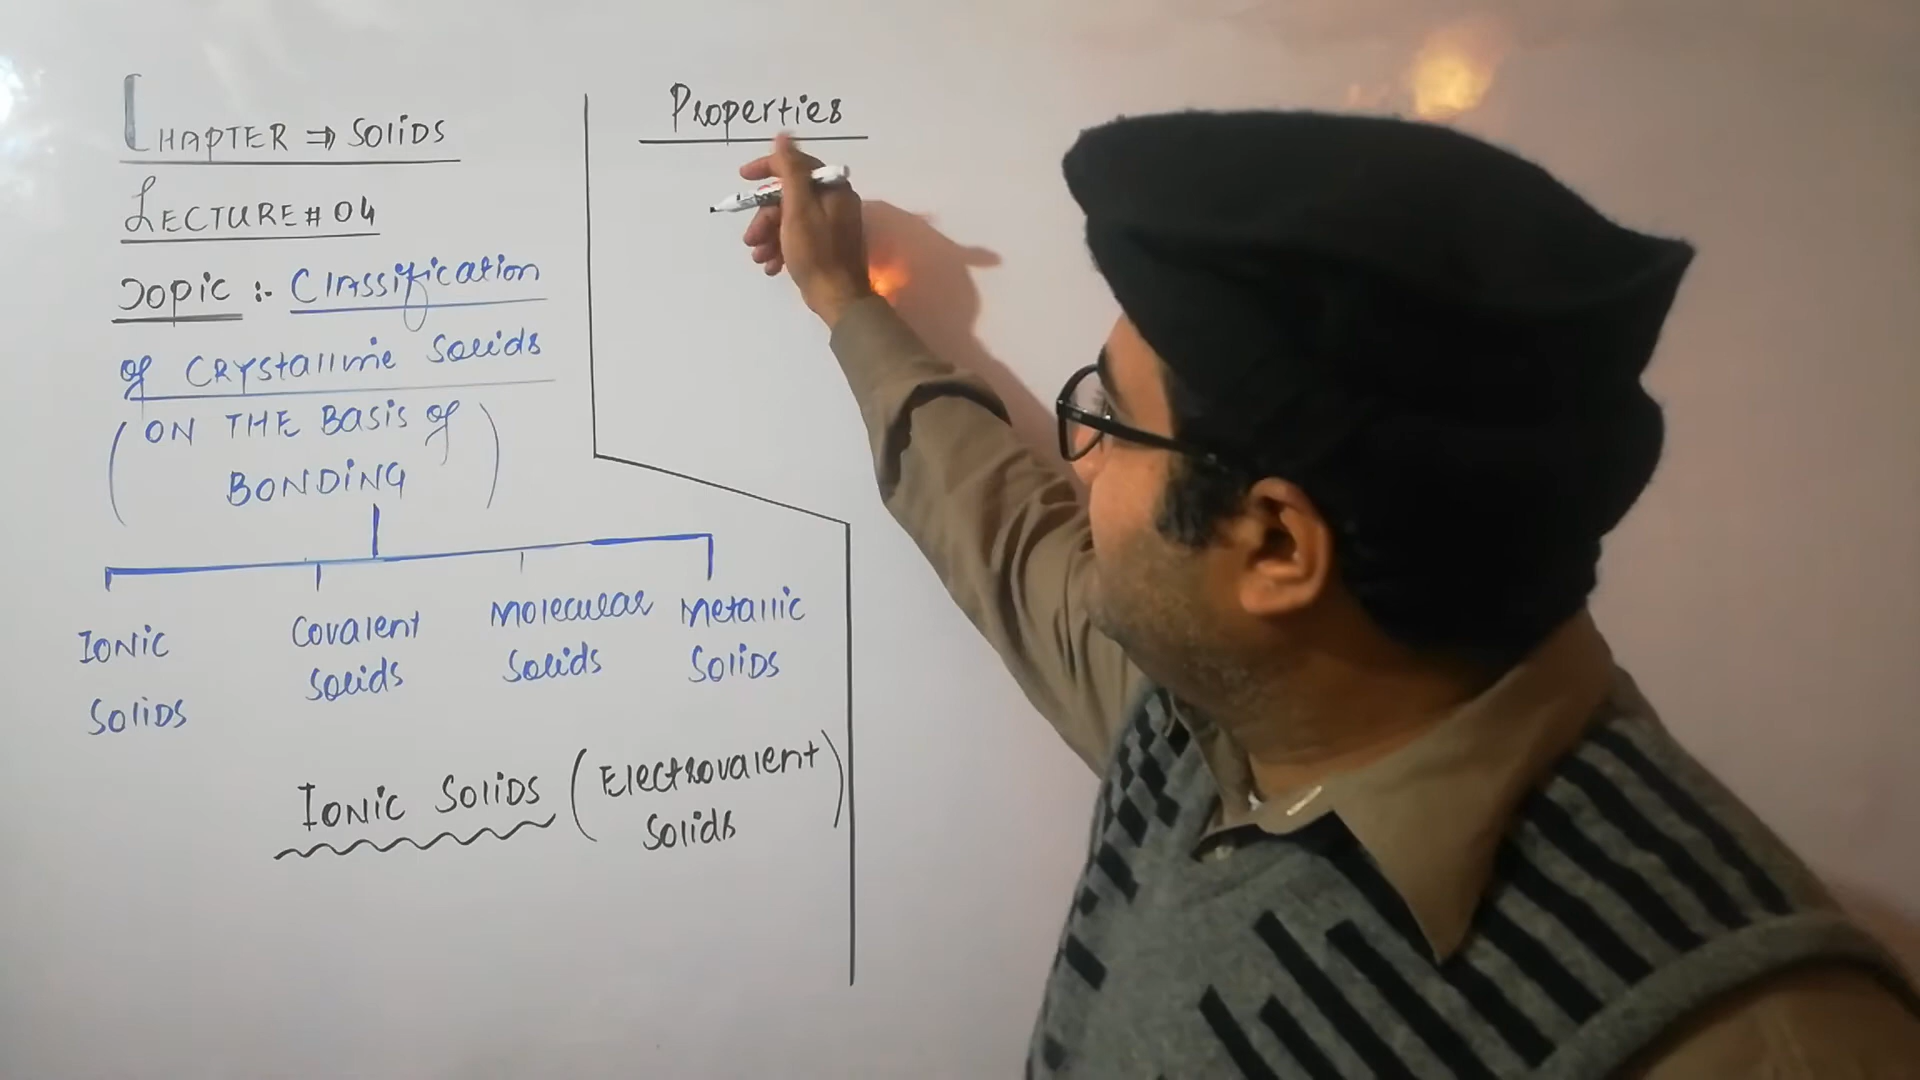 CHAPTER ⇒ SOLIDS
LECTURE # 04
TOPIC :- Classification
of CRYstalline Solids
(ON THE BASIS of
BONDING)
IONIC
SOLIDS
Covalent
Solids
Molecular
Solids
Metallic
SOLIDS
IONIC SOLIDS (Electrovalent
Solids)
Properties